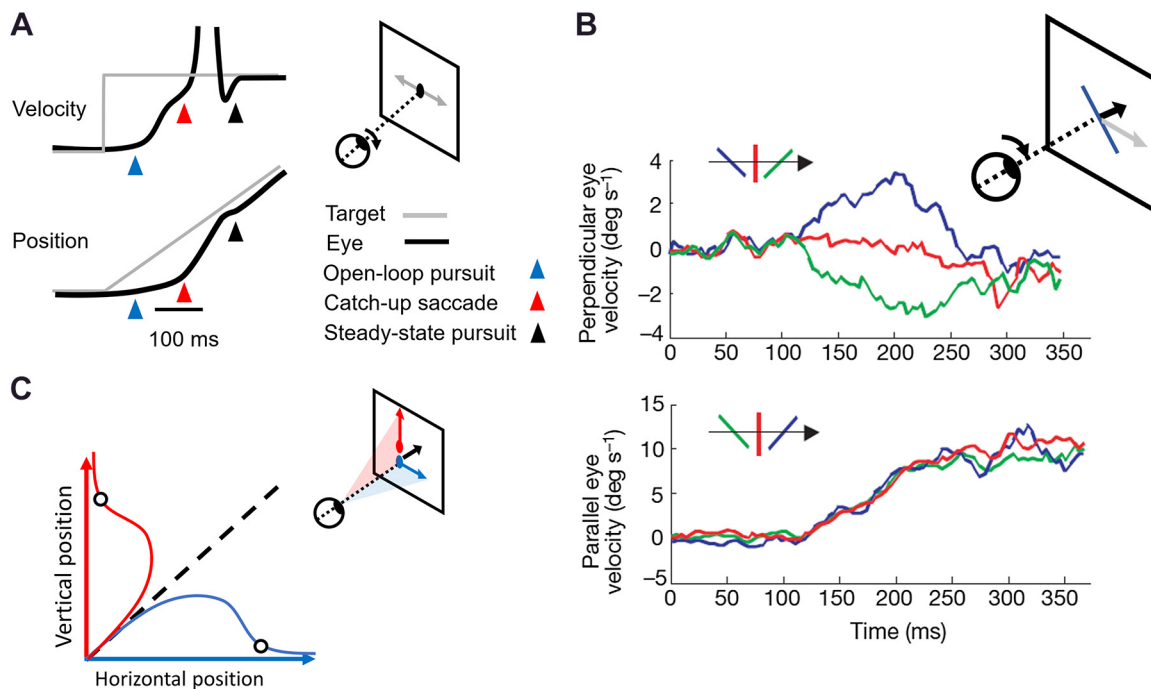 A
Velocity
Position
100 ms
Target
Eye
Open-loop pursuit
Catch-up saccade
Steady-state pursuit
B
Perpendicular eye
velocity (deg s⁻¹)
4
2
0
−2
−4
0 50 100 150 200 250 300 350
Parallel eye
velocity (deg s⁻¹)
15
10
5
0
−5
0 50 100 150 200 250 300 350
Time (ms)
C
Vertical position
Horizontal position